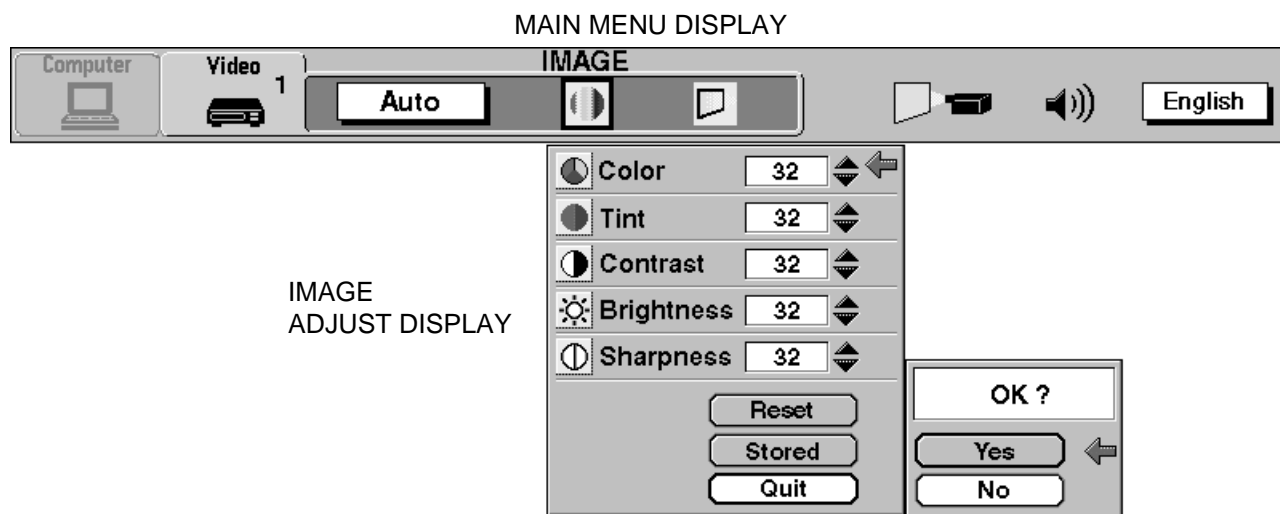 MAIN MENU DISPLAY
Computer
Video
1
IMAGE
Auto
English
Color 32
Tint 32
Contrast 32
IMAGE
ADJUST DISPLAY
Brightness 32
Sharpness 32
Reset
Stored
Quit
OK ?
Yes
No